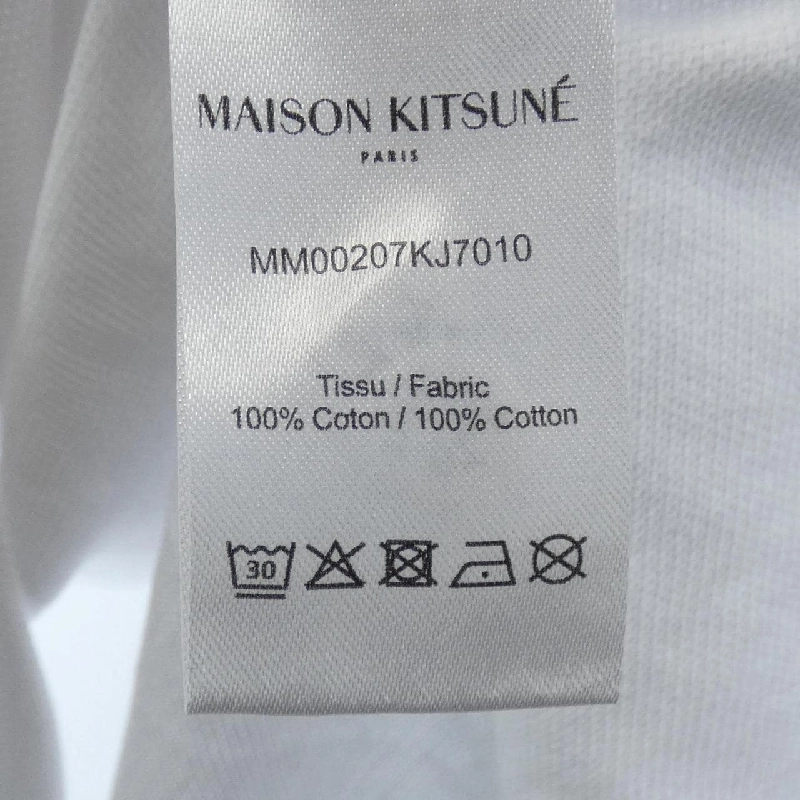 MAISON KITSUNÉ
PARIS
MM00207KJ7010
Tissu / Fabric
100% Coton / 100% Cotton
30